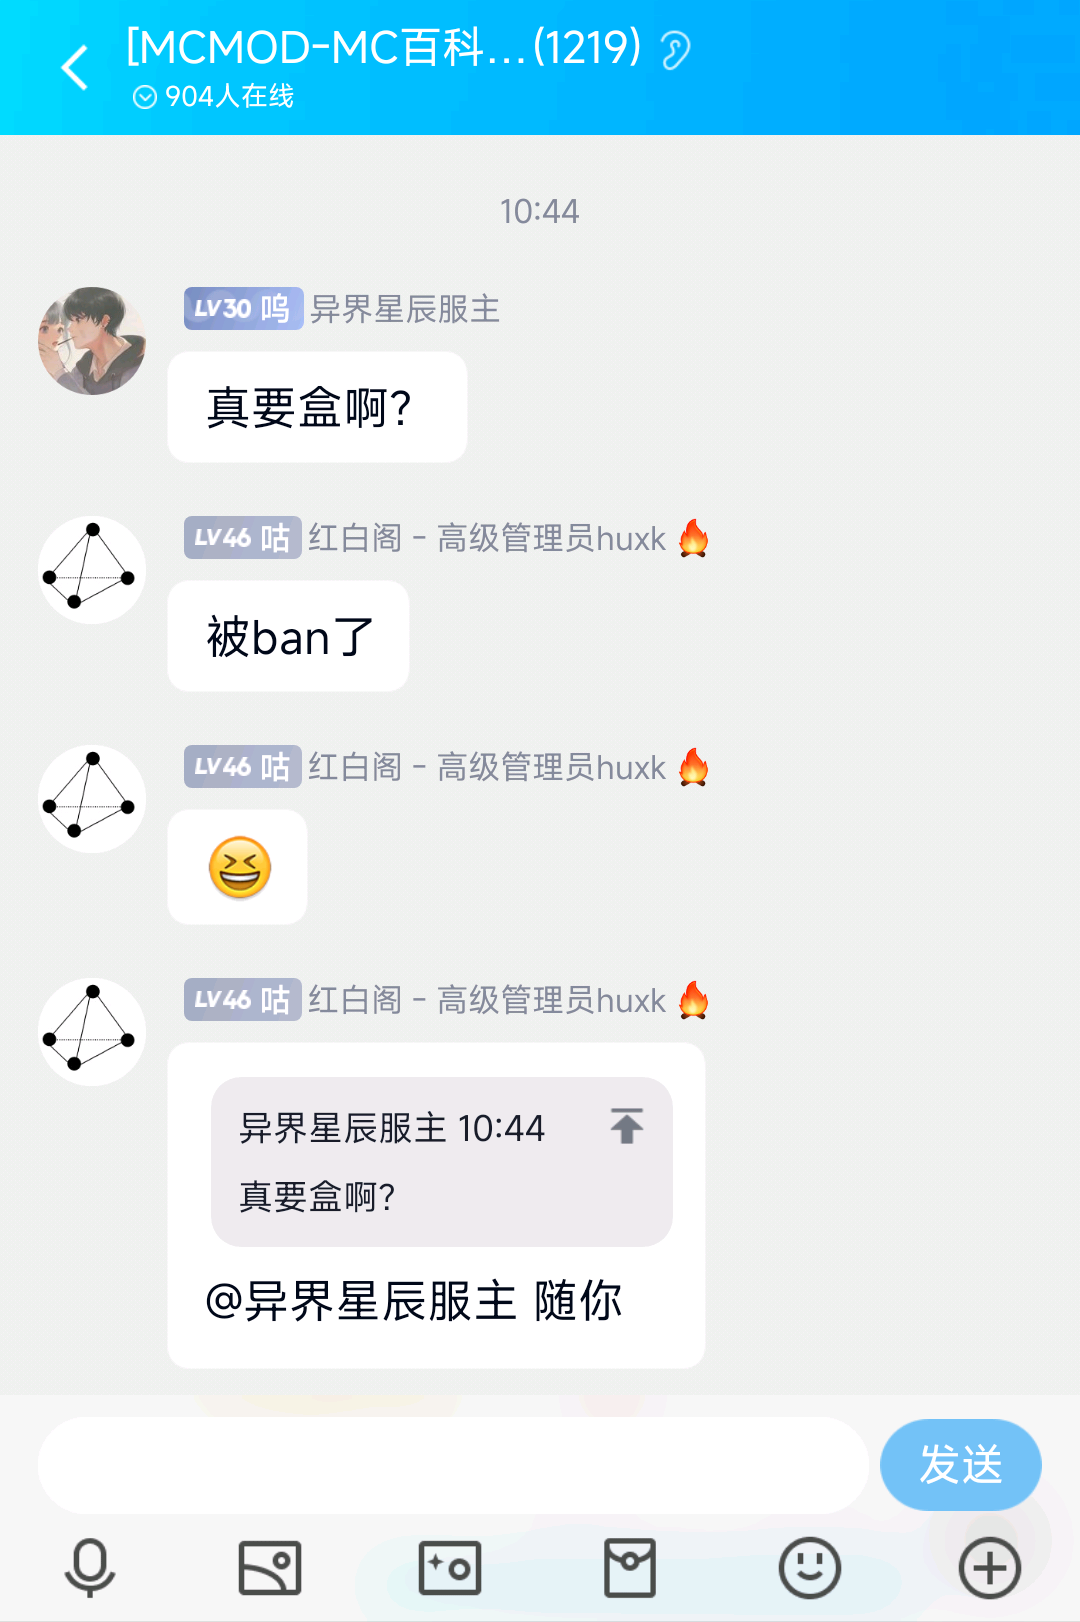 [MCMOD-MC百科...(1219)
904人在线
10:44
LV30 呜 异界星辰服主
真要盒啊?
LV46 咕 红白阁 - 高级管理员huxk 🔥
被ban了
LV46 咕 红白阁 - 高级管理员huxk 🔥
😆
LV46 咕 红白阁 - 高级管理员huxk 🔥
异界星辰服主 10:44
真要盒啊?
@异界星辰服主 随你
发送